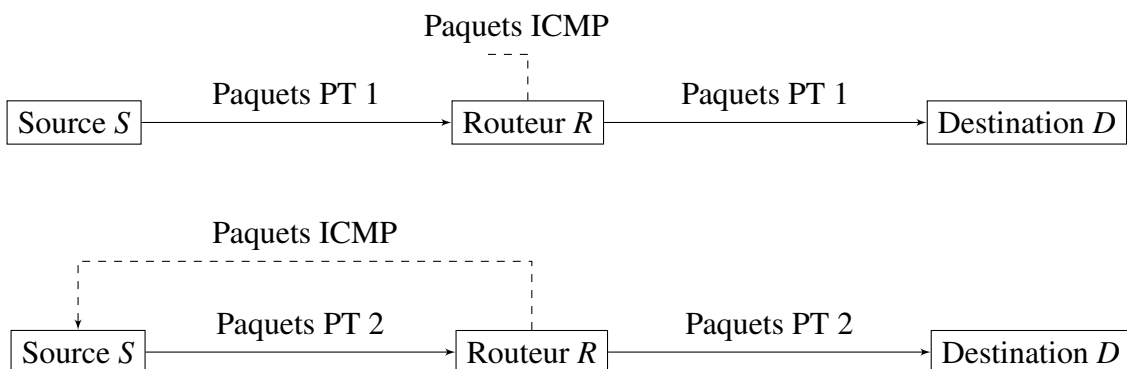 Paquets ICMP
Paquets PT 1 Paquets PT 1
Source S Routeur R Destination D
Paquets ICMP
Paquets PT 2 Paquets PT 2
Source S Routeur R Destination D